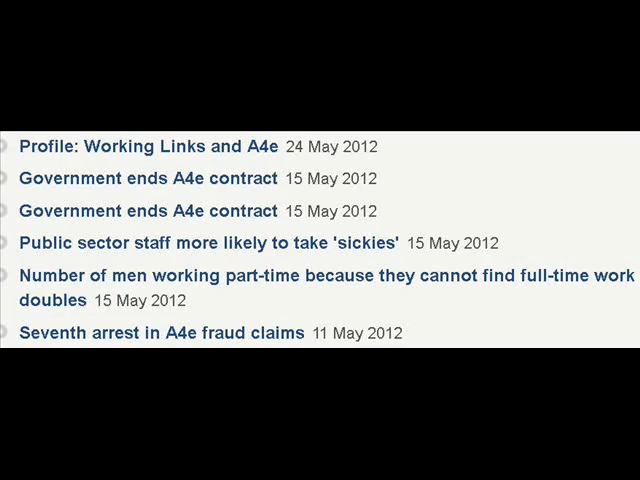 Profile: Working Links and A4e 24 May 2012
Government ends A4e contract 15 May 2012
Government ends A4e contract 15 May 2012
Public sector staff more likely to take 'sickies' 15 May 2012
Number of men working part-time because they cannot find full-time work
doubles 15 May 2012
Seventh arrest in A4e fraud claims 11 May 2012